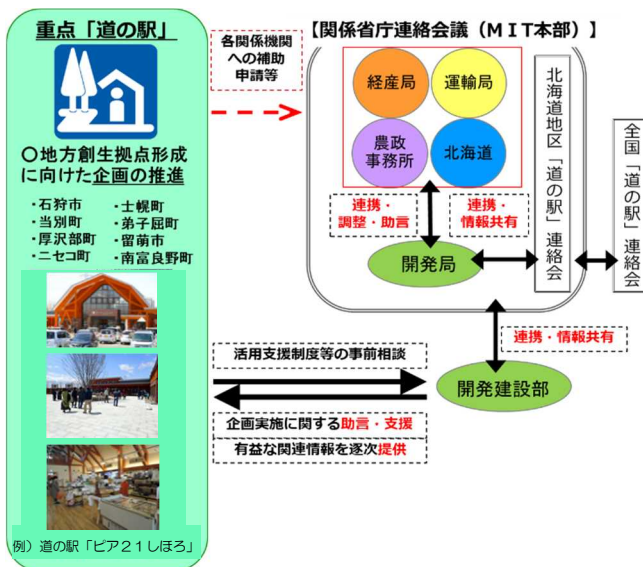 重点「道の駅」
〇地方創生拠点形成
に向けた企画の推進
・石狩市
・当別町
・厚沢部町
・ニセコ町
・士幌町
・弟子屈町
・留萌市
・南富良野町
例）道の駅「ピア２１しほろ」
各関係機関
への補助
申請等
【関係省庁連絡会議（ＭＩＴ本部）】
経産局
運輸局
農政
事務所
北海道
連携・
調整・助言
連携・
情報共有
開発局
北海道地区「道の駅」連絡会
全国「道の駅」連絡会
連携・情報共有
開発建設部
活用支援制度等の事前相談
企画実施に関する助言・支援
有益な関連情報を逐次提供